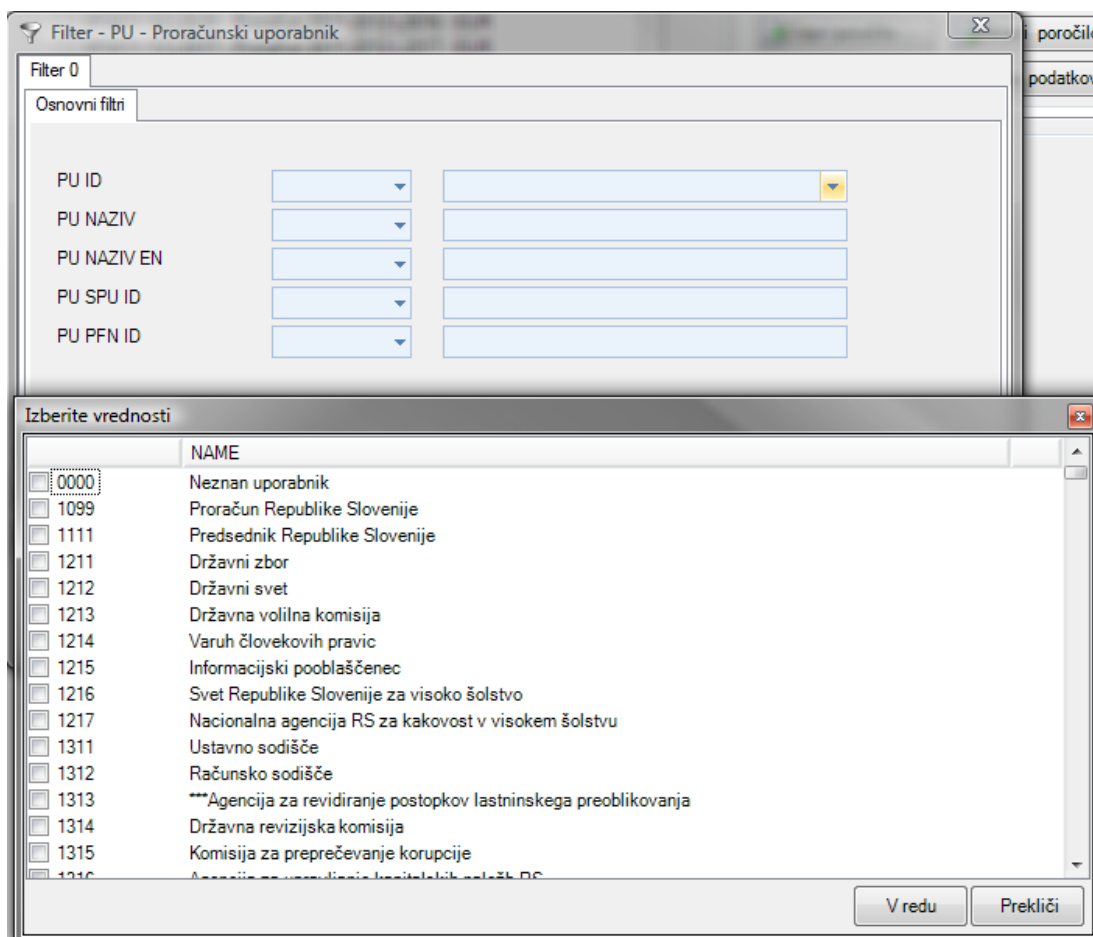 Filter - PU - Proračunski uporabnik
i poročilo
Filter 0
podatkov
Osnovni filtri
PU ID
PU NAZIV
PU NAZIV EN
PU SPU ID
PU PFN ID
Izberite vrednosti
NAME
0000 Neznan uporabnik
1099 Proračun Republike Slovenije
1111 Predsednik Republike Slovenije
1211 Državni zbor
1212 Državni svet
1213 Državna volilna komisija
1214 Varuh človekovih pravic
1215 Informacijski pooblaščenec
1216 Svet Republike Slovenije za visoko šolstvo
1217 Nacionalna agencija RS za kakovost v visokem šolstvu
1311 Ustavno sodišče
1312 Računsko sodišče
1313 ***Agencija za revidiranje postopkov lastninskega preoblikovanja
1314 Državna revizijska komisija
1315 Komisija za preprečevanje korupcije
V redu Prekliči